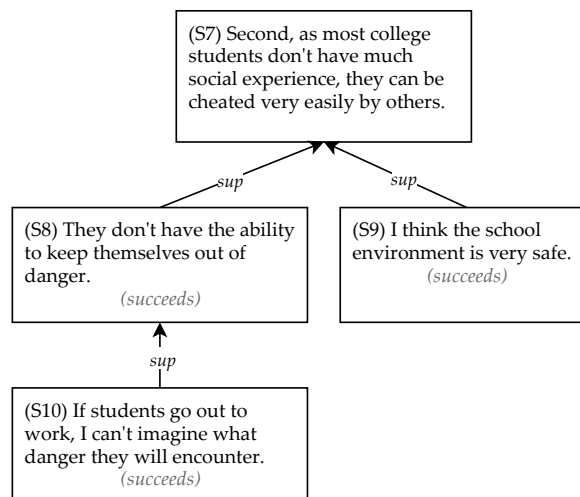 (S7) Second, as most college
students don't have much
social experience, they can be
cheated very easily by others.
sup
sup
(S8) They don't have the ability
to keep themselves out of
danger.
(succeeds)
(S9) I think the school
environment is very safe.
(succeeds)
sup
(S10) If students go out to
work, I can't imagine what
danger they will encounter.
(succeeds)